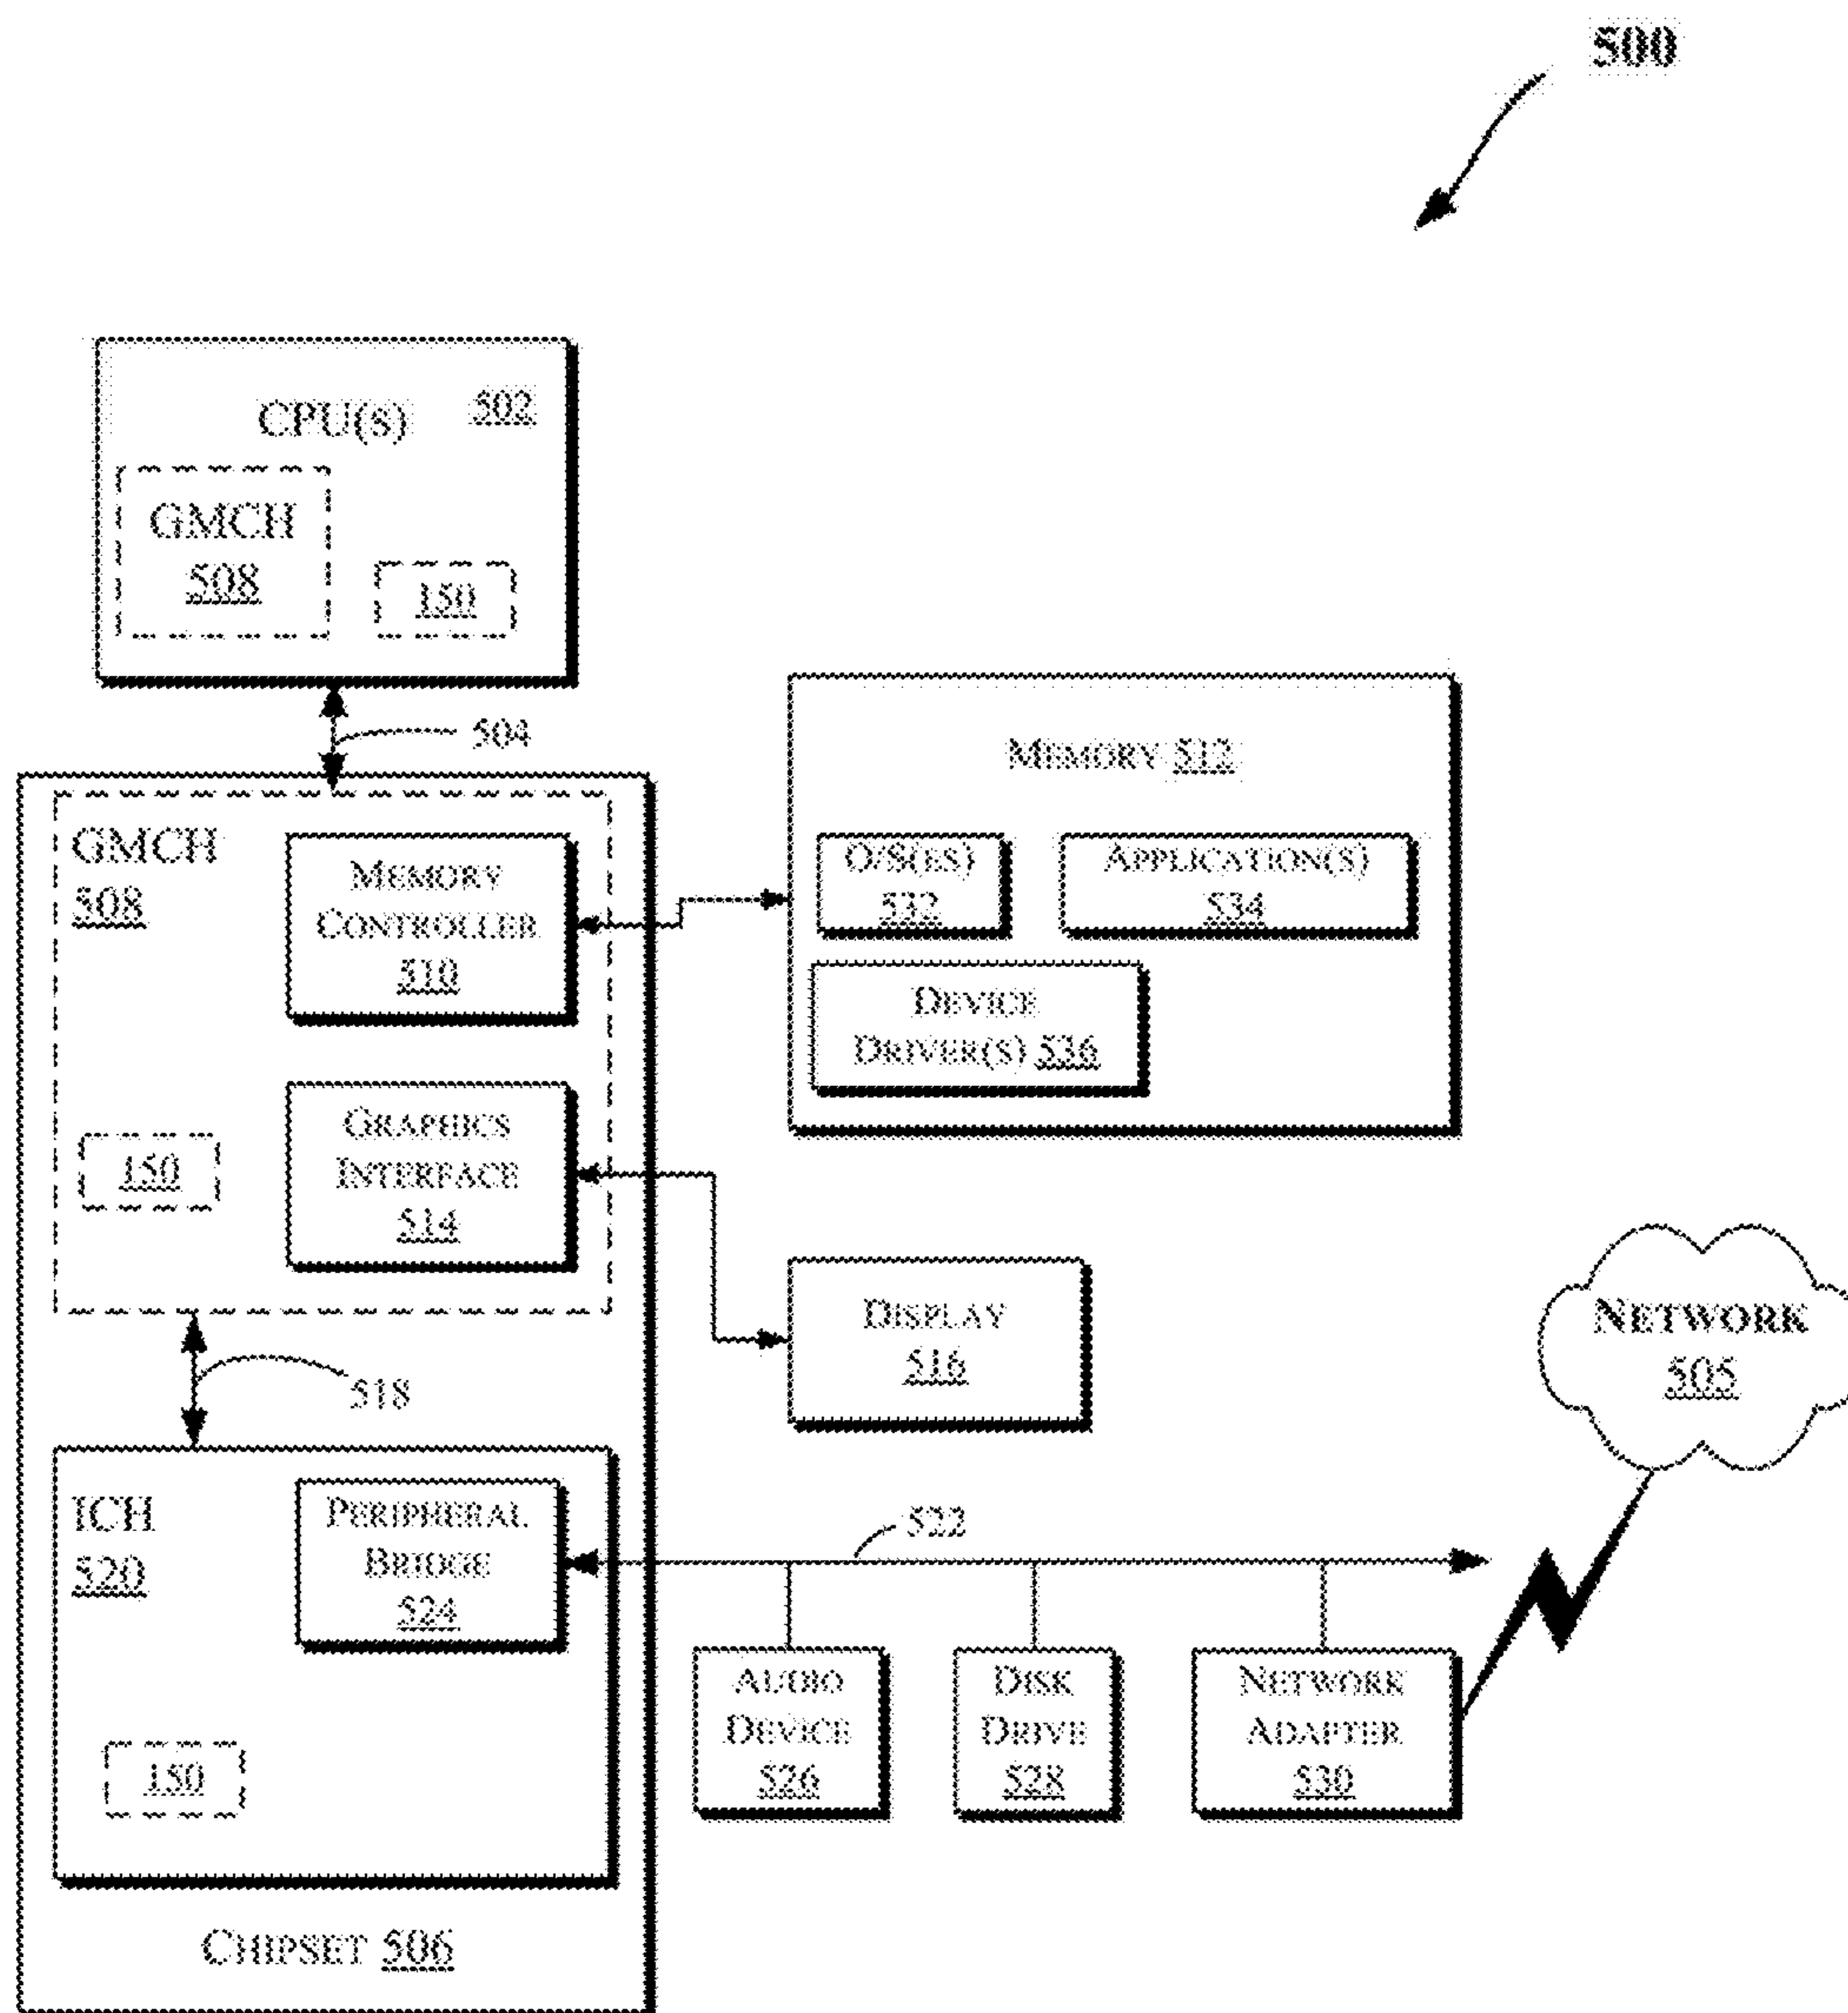 500
CPU(s) 502
GMCH
508
150
504
GMCH
508
MEMORY
CONTROLLER
510
GRAPHICS
INTERFACE
514
150
MEMORY 512
O/S(ES)
532
APPLICATION(S)
534
DEVICE
DRIVER(S) 536
DISPLAY
516
518
NETWORK
505
ICH
520
PERIPHERAL
BRIDGE
524
150
522
AUDIO
DEVICE
526
DISK
DRIVE
528
NETWORK
ADAPTER
530
CHIPSET 506